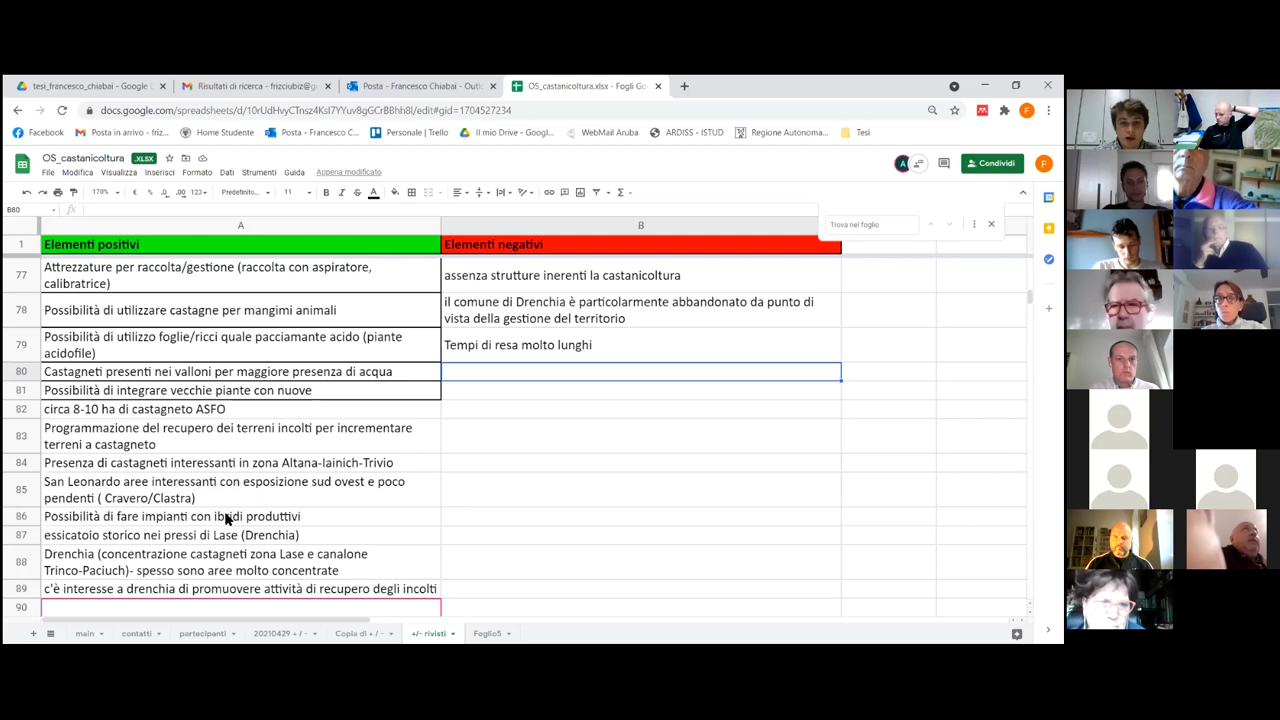 tesi_francesco_chiabai - Google
Risultati di ricerca - frizciubiz@g
Posta - Francesco Chiabai - Outl
OS_castanicoltura.xlsx - Fogli Go
docs.google.com/spreadsheets/d/10rUdHvyCTnsz4KsI7YYuv8gGCrBBhh8l/edit#gid=1704527234
Facebook
Posta in arrivo - friz...
Home Studente
Posta - Francesco C...
Personale | Trello
Il mio Drive - Googl...
WebMail Aruba
ARDISS - ISTUD
Regione Autonoma...
Tesi
OS_castanicoltura .XLSX
File Modifica Visualizza Inserisci Formato Dati Strumenti Guida Appena modificato
A
Condividi
F
170% € % .0 .00 123 Predefinito... 11 B I S A
B80 fx
Trova nel foglio
A B
1 Elementi positivi Elementi negativi
77 Attrezzature per raccolta/gestione (raccolta con aspiratore,
calibratrice)
assenza strutture inerenti la castanicoltura
78 Possibilità di utilizzare castagne per mangimi animali
il comune di Drenchia è particolarmente abbandonato da punto di
vista della gestione del territorio
79 Possibilità di utilizzo foglie/ricci quale pacciamante acido (piante
acidofile)
Tempi di resa molto lunghi
80 Castagneti presenti nei valloni per maggiore presenza di acqua
81 Possibilità di integrare vecchie piante con nuove
82 circa 8-10 ha di castagneto ASFO
83 Programmazione del recupero dei terreni incolti per incrementare
terreni a castagneto
84 Presenza di castagneti interessanti in zona Altana-Iainich-Trivio
85 San Leonardo aree interessanti con esposizione sud ovest e poco
pendenti ( Cravero/Clastra)
86 Possibilità di fare impianti con ibridi produttivi
87 essicatoio storico nei pressi di Lase (Drenchia)
88 Drenchia (concentrazione castagneti zona Lase e canalone
Trinco-Paciuch)- spesso sono aree molto concentrate
89 c'è interesse a drenchia di promuovere attività di recupero degli incolti
90
main contatti partecipanti 20210429 + / - Copia di + / - +/- rivisti Foglio5